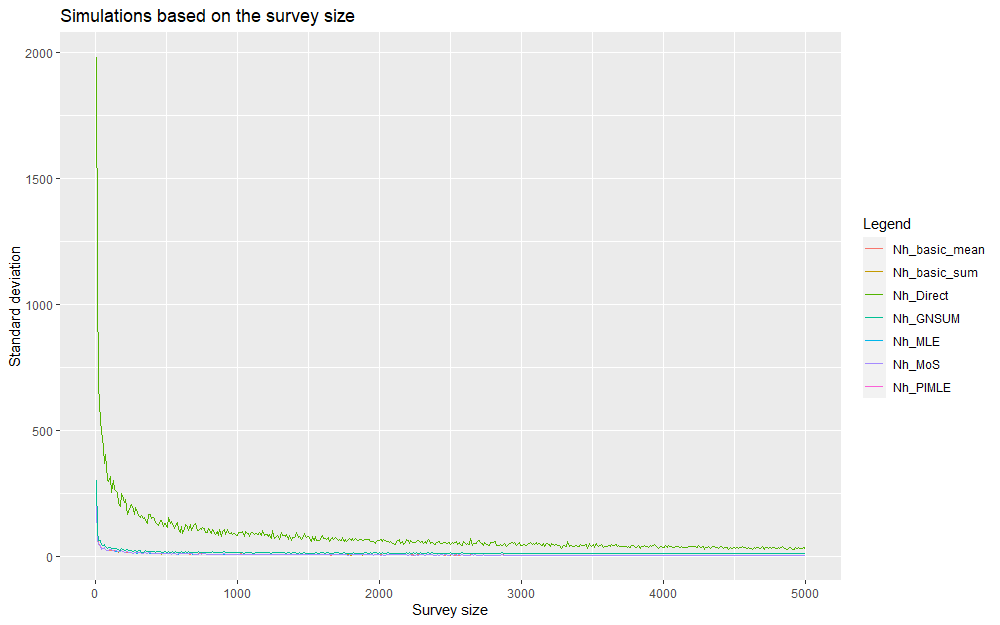 Simulations based on the survey size
2000
1500
1000
500
0
Standard deviation
0
1000
2000
3000
4000
5000
Survey size
Legend
Nh_basic_mean
Nh_basic_sum
Nh_Direct
Nh_GNSUM
Nh_MLE
Nh_MoS
Nh_PIMLE